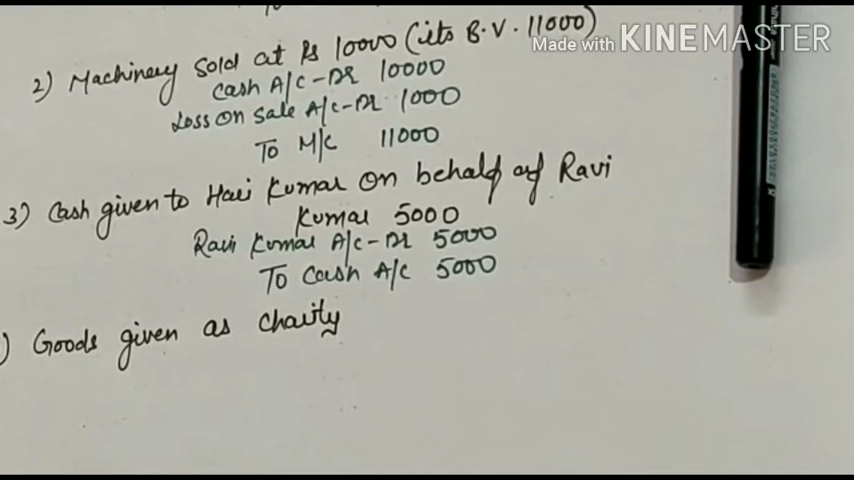 2) Machinery sold at Rs 10000 (its B.V. 11000)
Made with KINEMASTER
Cash A/C-Dr 10000
Loss On Sale A/C-Dr 1000
To M/C 11000
3) Cash given to Hari Kumar On behalf of Ravi
Kumar 5000
Ravi Kumar A/C-Dr 5000
To Cash A/C 5000
) Goods given as charity